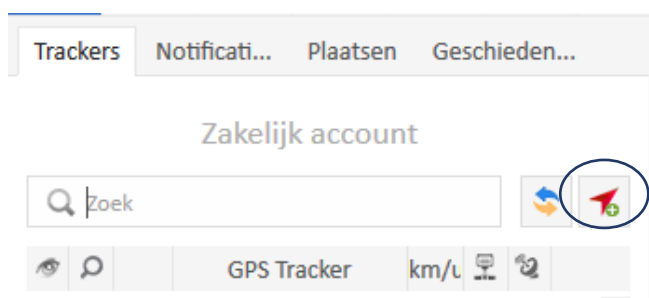 Trackers Notificati... Plaatsen Geschieden...
Zakelijk account
Zoek
GPS Tracker km/u